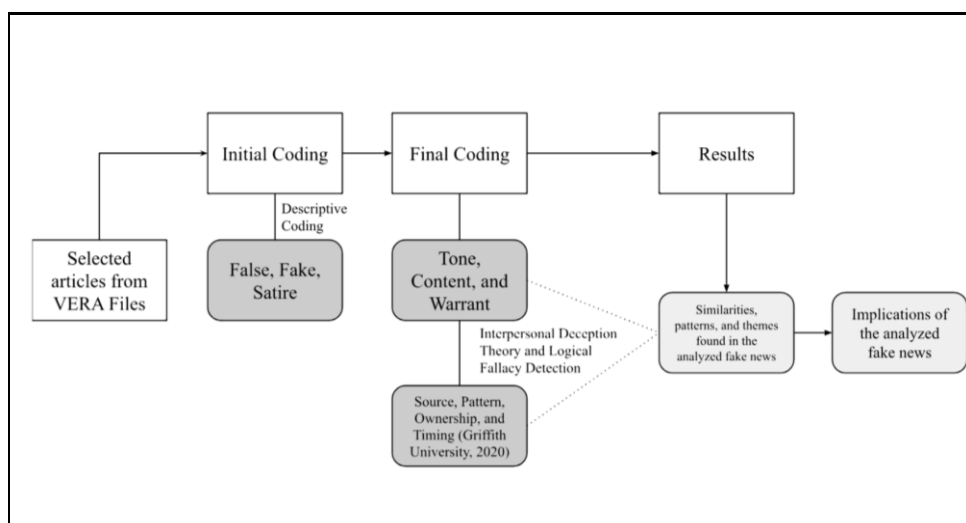 Initial Coding
Final Coding
Results
Descriptive
Coding
Selected
articles from
VERA Files
False, Fake,
Satire
Tone,
Content, and
Warrant
Interpersonal Deception
Theory and Logical
Fallacy Detection
Similarities,
patterns, and themes
found in the
analyzed fake news
Implications of
the analyzed
fake news
Source, Pattern,
Ownership, and
Timing (Griffith
University, 2020)